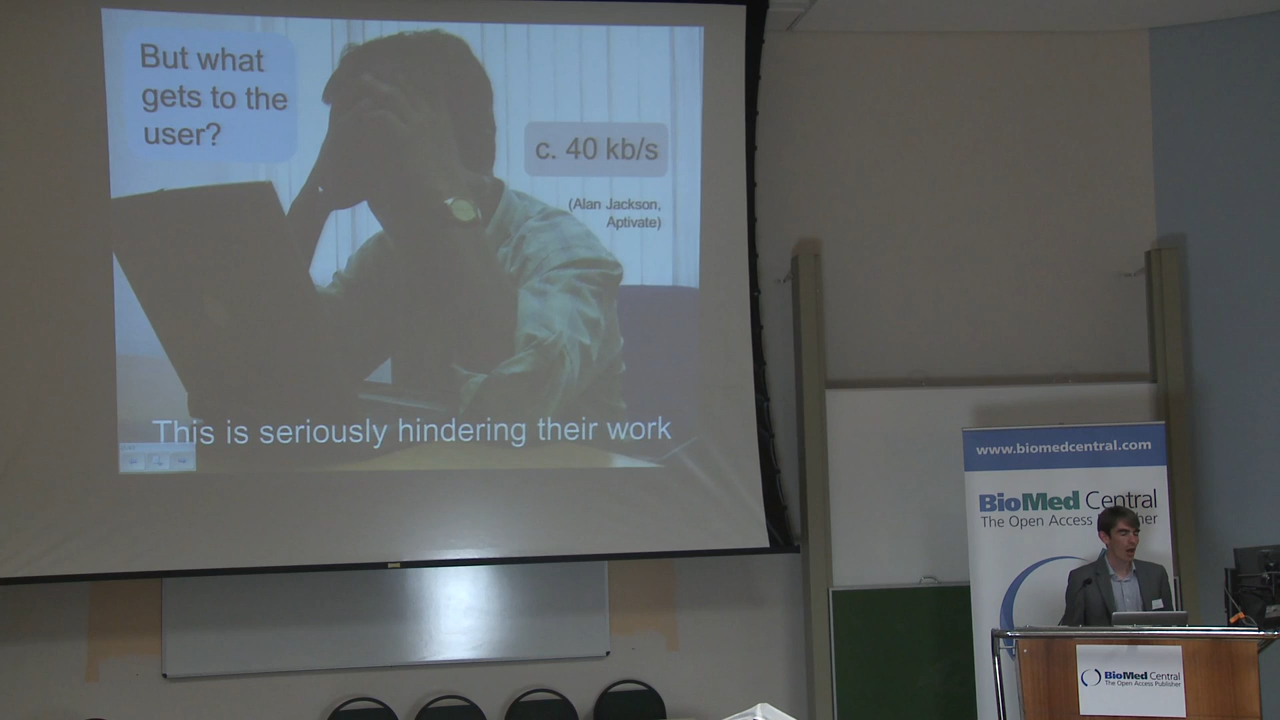 But what
gets to the
user?
c. 40 kb/s
(Alan Jackson,
Aptivate)
This is seriously hindering their work
www.biomedcentral.com
BioMed Central
The Open Access
BioMed Central
The Open Access Publisher